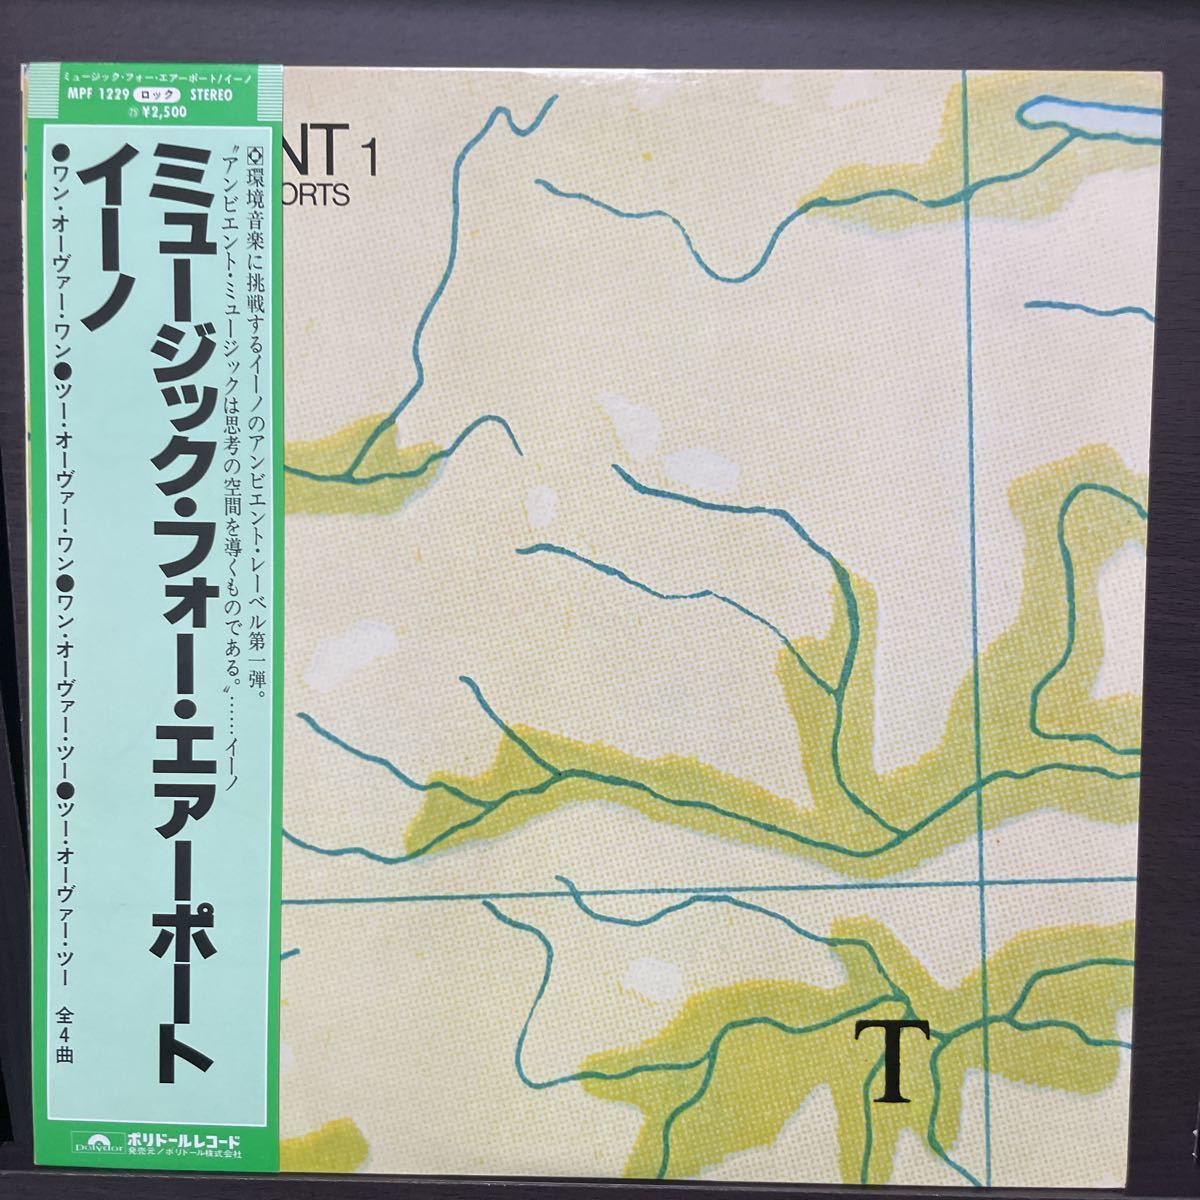 ミュージック・フォー・エアーポート/イーノ
MPF 1229 ロック STEREO
㉕ ¥2,500
回環境音楽に挑戦するイーノのアンビエント・レーベル第一弾。
"アンビエント・ミュージックは思考の空間を導くものである。"……イーノ
ミュージック・フォー・エアーポート
イーノ
●ワン・オーヴァー・ワン●ツー・オーヴァー・ワン●ワン・オーヴァー・ツー●ツー・オーヴァー・ツー 全4曲
polydor ポリドールレコード
発売元/ポリドール株式会社
NT 1
ORTS
T